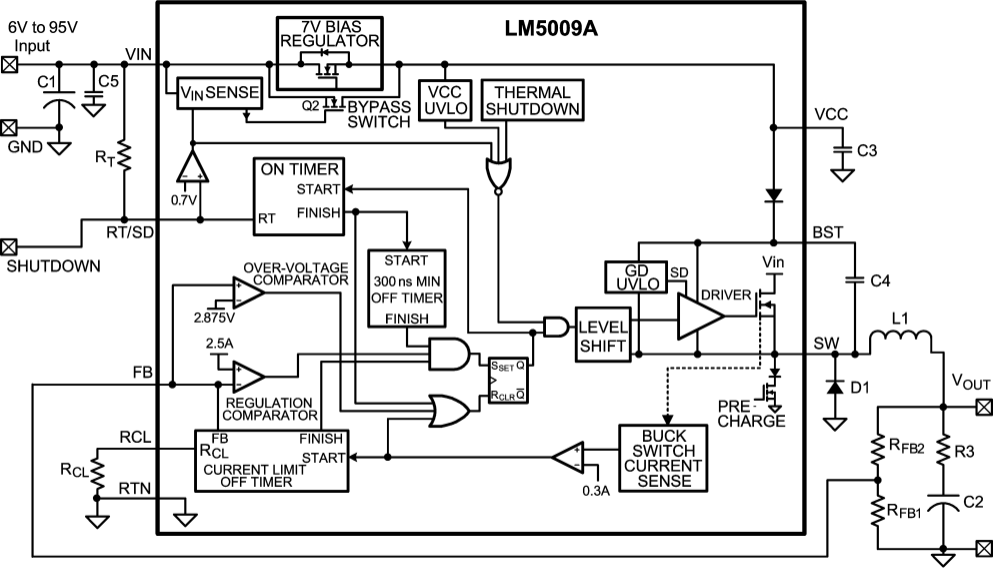 LM5009A
6V to 95V
Input
7V BIAS
REGULATOR
VIN
C1
C5
VIN SENSE
Q2
BYPASS
SWITCH
VCC
UVLO
THERMAL
SHUTDOWN
VCC
C3
GND
RT
0.7V
- +
ON TIMER
START
FINISH
RT
RT/SD
SHUTDOWN
BST
START
300 ns MIN
OFF TIMER
FINISH
OVER-VOLTAGE
COMPARATOR
+
-
2.875V
GD
UVLO
SD
DRIVER
Vin
C4
L1
LEVEL
SHIFT
SW
2.5A
+
-
FB
REGULATION
COMPARATOR
SSET Q
RCLR Q
D1
PRE-
CHARGE
VOUT
RCL
FB
FINISH
RCL
START
CURRENT LIMIT
OFF TIMER
RCL
RTN
+
-
0.3A
BUCK
SWITCH
CURRENT
SENSE
RFB2
R3
RFB1
C2